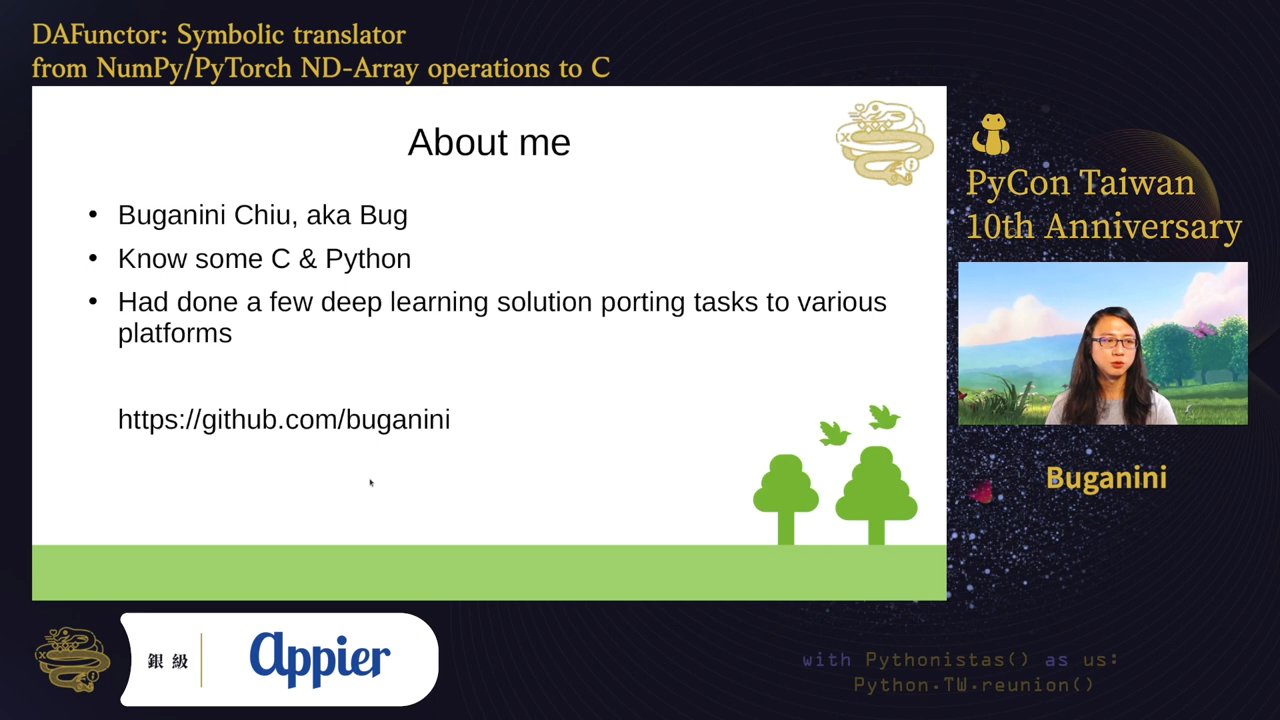 DAFunctor: Symbolic translator
from NumPy/PyTorch ND-Array operations to C
About me
• Buganini Chiu, aka Bug
• Know some C & Python
• Had done a few deep learning solution porting tasks to various
platforms
https://github.com/buganini
PyCon Taiwan
10th Anniversary
Buganini
銀級
appier
with Pythonistas() as us:
Python.TW.reunion()